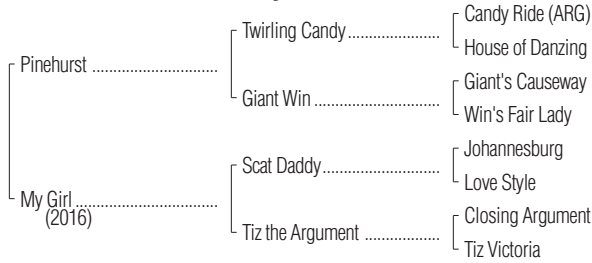 Candy Ride (ARG)
Twirling Candy
House of Danzing
Pinehurst
Giant's Causeway
Giant Win
Win's Fair Lady
Johannesburg
Scat Daddy
Love Style
My Girl
(2016)
Closing Argument
Tiz the Argument
Tiz Victoria